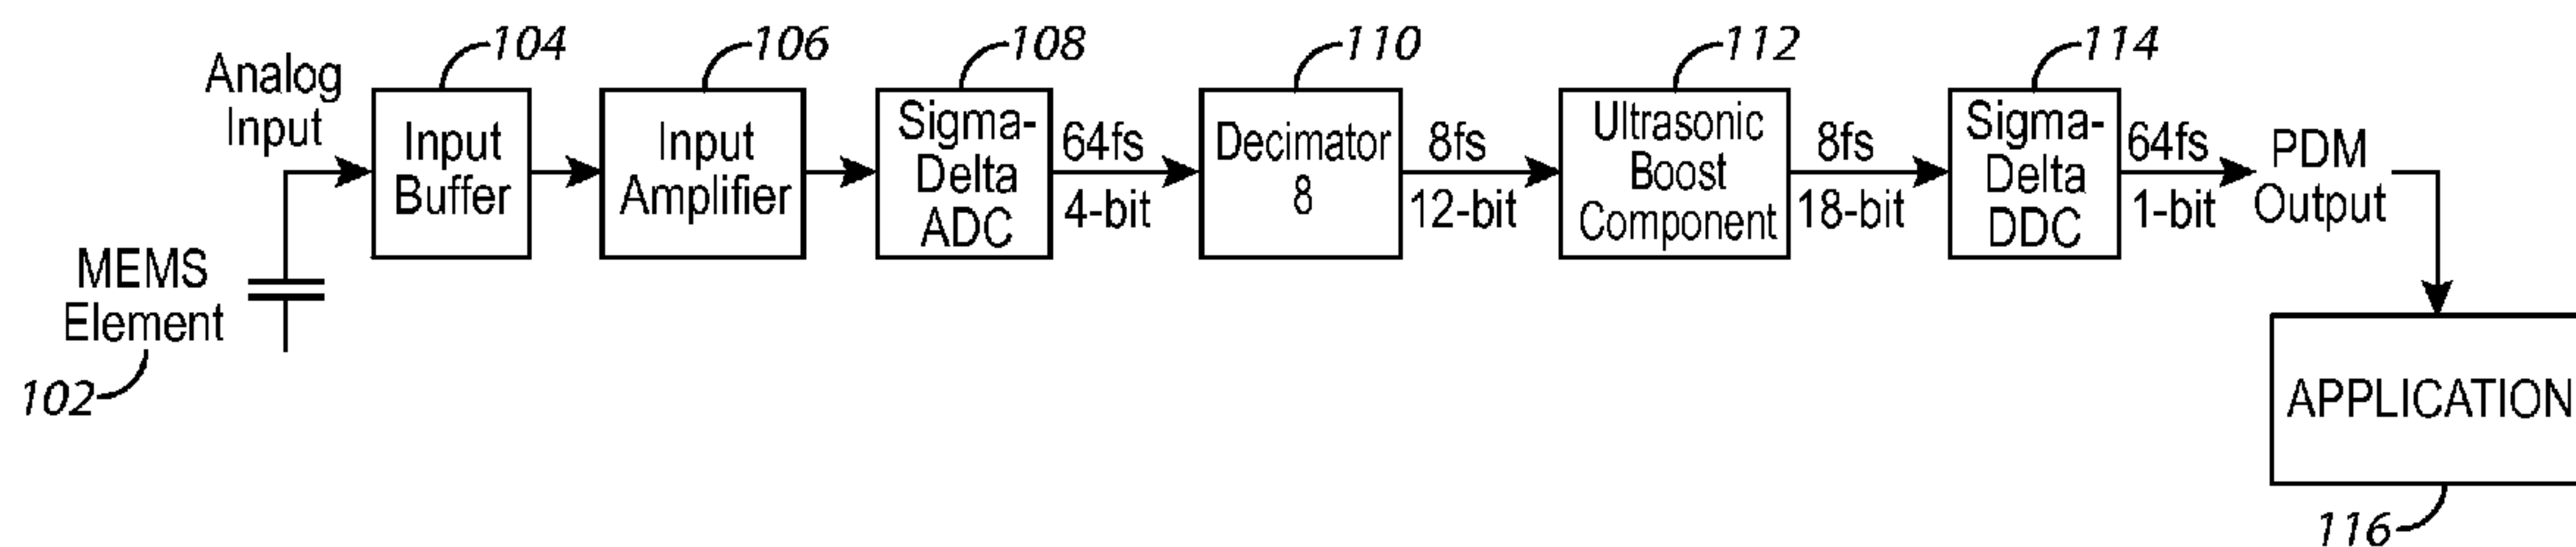 104
106
108
110
112
114
Analog
Input
Input
Buffer
Input
Amplifier
Sigma-
Delta
ADC
64fs
4-bit
Decimator
8
8fs
12-bit
Ultrasonic
Boost
Component
8fs
18-bit
Sigma-
Delta
DDC
64fs
1-bit
PDM
Output
MEMS
Element
102
APPLICATION
116